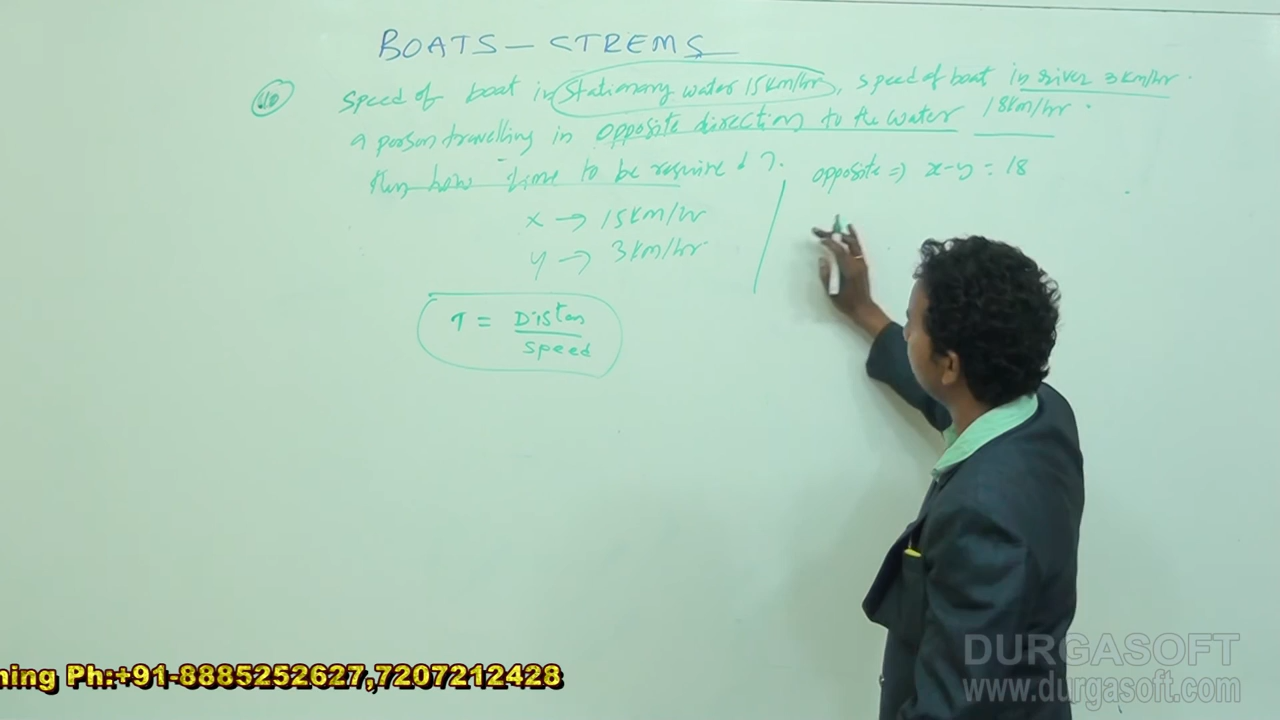 BOATS - STREMS
10 Speed of boat in stationary water 15km/hr, speed of boat in river 3km/hr.
a person travelling in opposite direction to the water 18km/hr.
then how time to be required?
opposite => x-y = 18
x -> 15km/hr
y -> 3km/hr
T = Distan
speed
ning Ph:+91-8885252627,7207212428
DURGASOFT
www.durgasoft.com